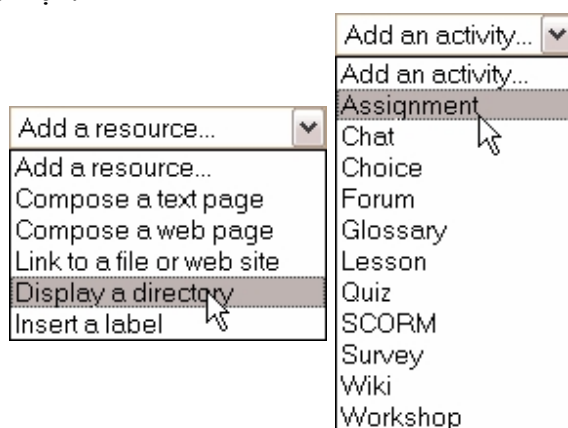 Add a resource...
Add a resource...
Compose a text page
Compose a web page
Link to a file or web site
Display a directory
Insert a label
Add an activity...
Add an activity...
Assignment
Chat
Choice
Forum
Glossary
Lesson
Quiz
SCORM
Survey
Wiki
Workshop